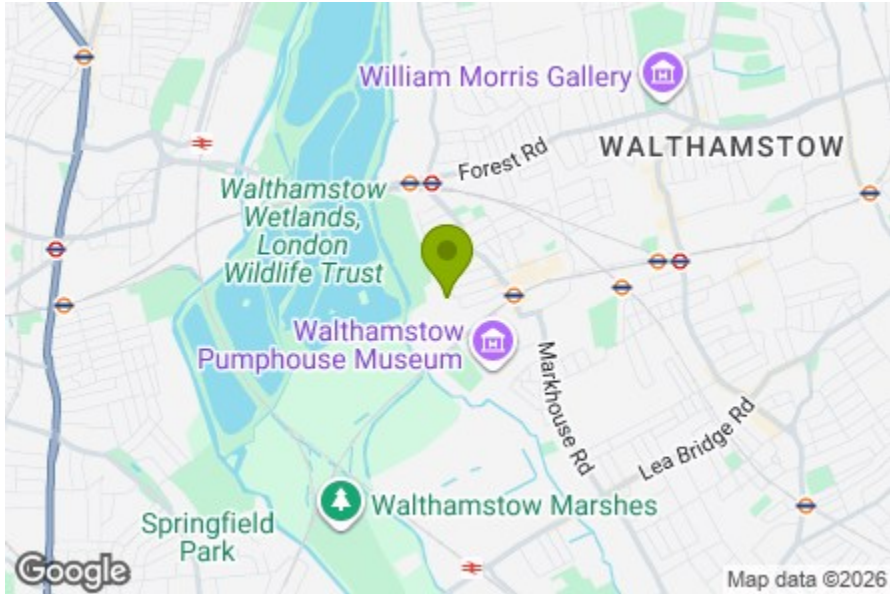 William Morris Gallery
WALTHAMSTOW
Forest Rd
Walthamstow
Wetlands,
London
Wildlife Trust
Walthamstow
Pumphouse Museum
Markhouse Rd
Lea Bridge Rd
Walthamstow Marshes
Springfield
Park
Google
Map data ©2026